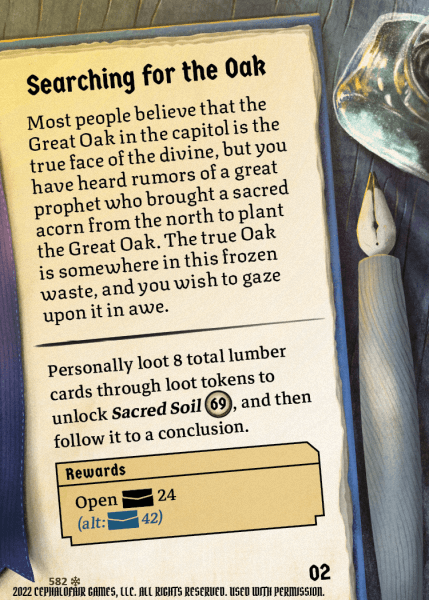 Searching for the Oak
Most people believe that the
Great Oak in the capitol is the
true face of the divine, but you
have heard rumors of a great
prophet who brought a sacred
acorn from the north to plant
the Great Oak. The true Oak
is somewhere in this frozen
waste, and you wish to gaze
upon it in awe.
Personally loot 8 total lumber
cards through loot tokens to
unlock Sacred Soil 69, and then
follow it to a conclusion.
Rewards
Open 24
(alt: 42)
02
582
2022 CEPHALOFAIR GAMES, LLC. ALL RIGHTS RESERVED. USED WITH PERMISSION.